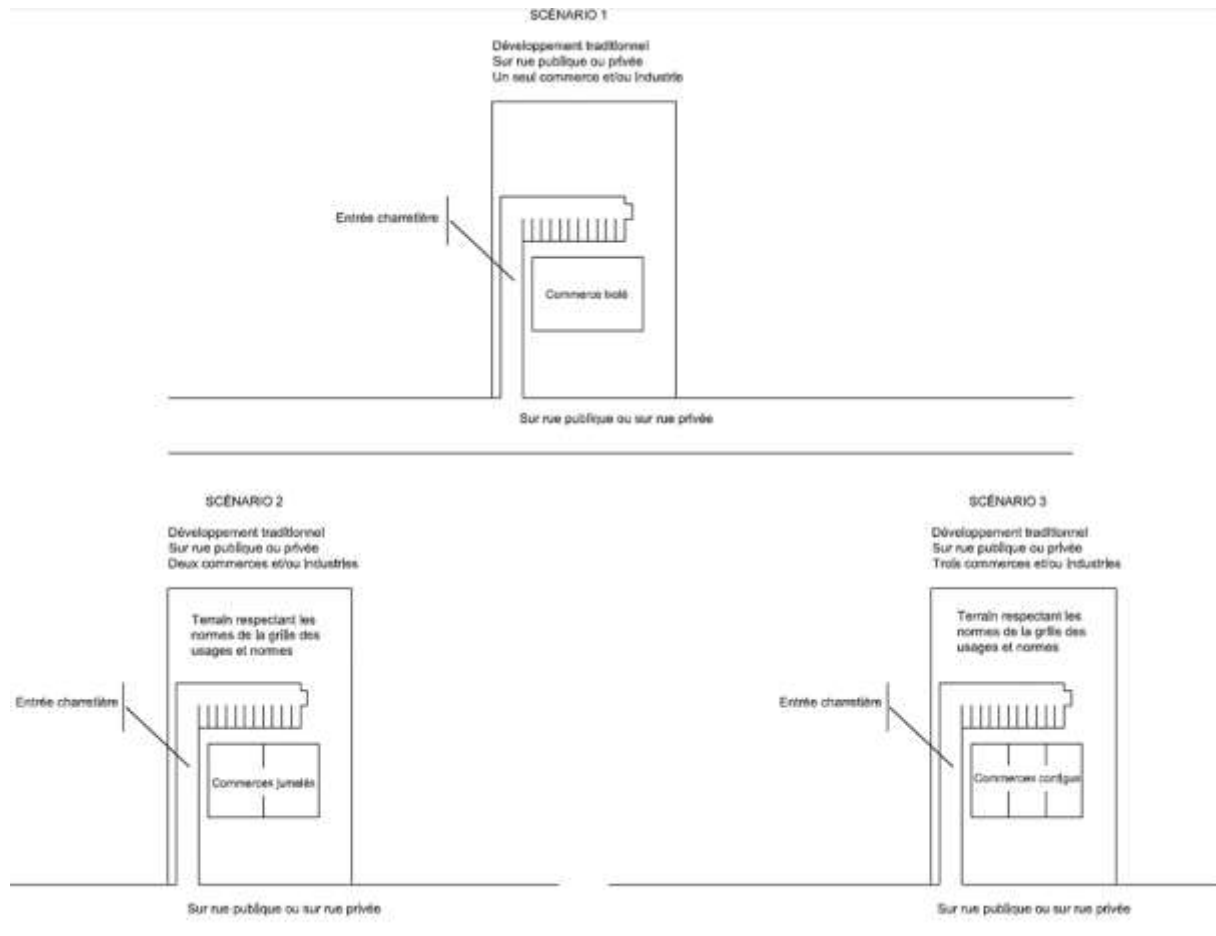 SCÉNARIO 1
Développement traditionnel
Sur rue publique ou privée
Un seul commerce et/ou Industrie
Entrée charretière
Commerce isolé
Sur rue publique ou sur rue privée
SCÉNARIO 2
Développement traditionnel
Sur rue publique ou privée
Deux commerces et/ou Industries
Terrain respectant les
normes de la grille des
usages et normes
Entrée charretière
Commerces jumelés
Sur rue publique ou sur rue privée
SCÉNARIO 3
Développement traditionnel
Sur rue publique ou privée
Trois commerces et/ou Industries
Terrain respectant les
normes de la grille des
usages et normes
Entrée charretière
Commerces contigus
Sur rue publique ou sur rue privée